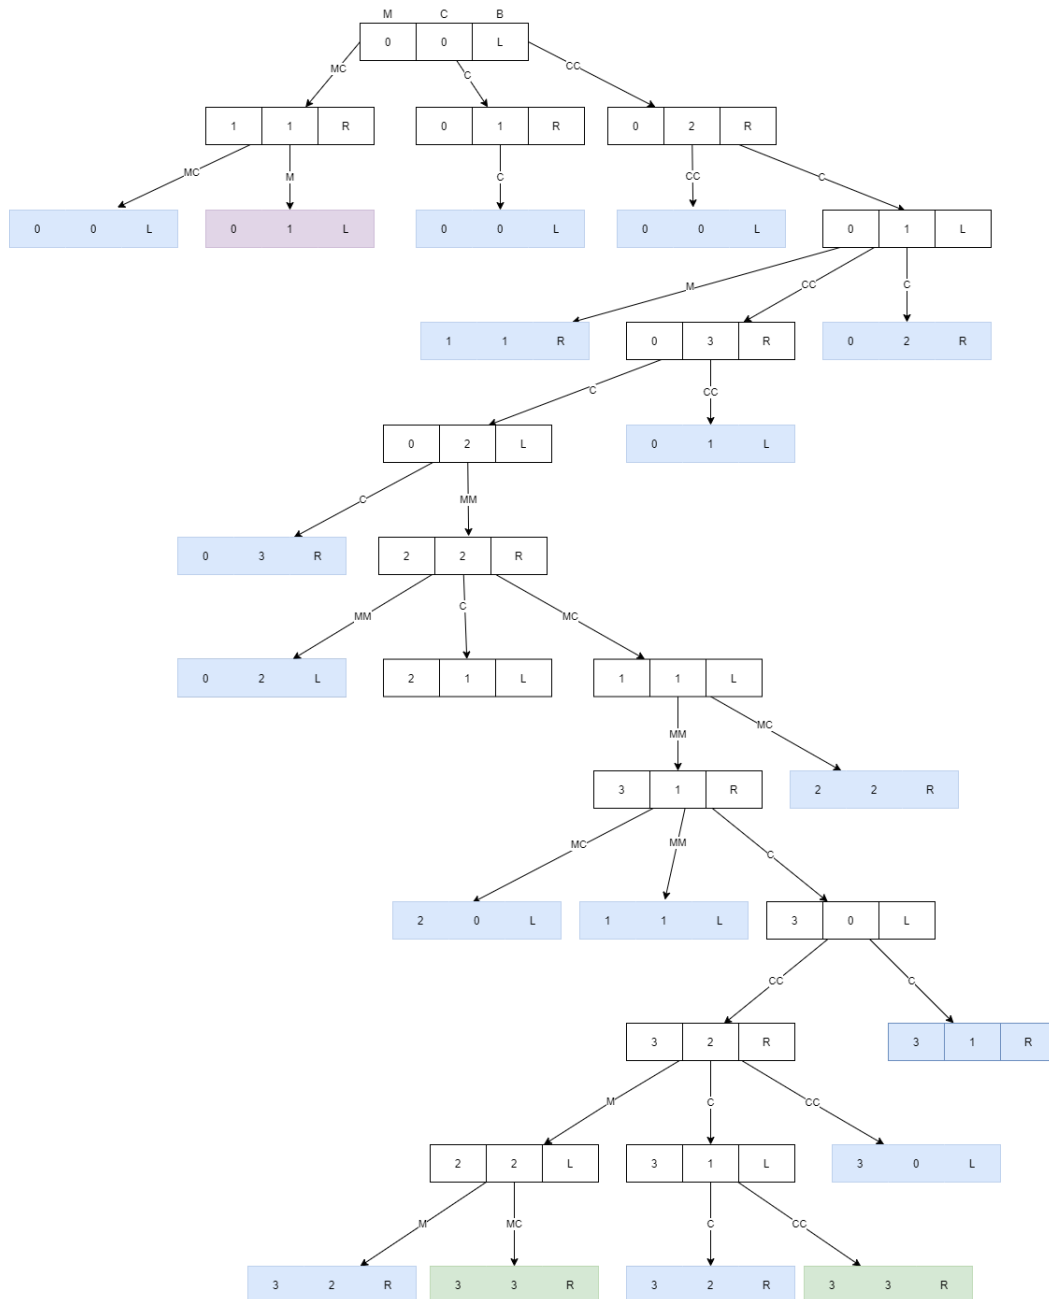 M C B
0 0 L
MC C CC
1 1 R 0 1 R 0 2 R
MC M C CC C
0 0 L 0 1 L 0 0 L 0 0 L 0 1 L
M CC C
1 1 R 0 3 R 0 2 R
C CC
0 2 L 0 1 L
C MM
0 3 R 2 2 R
MM C MC
0 2 L 2 1 L 1 1 L
MM MC
3 1 R 2 2 R
MC MM C
2 0 L 1 1 L 3 0 L
CC C
3 2 R 3 1 R
M C CC
2 2 L 3 1 L 3 0 L
M MC C CC
3 2 R 3 3 R 3 2 R 3 3 R